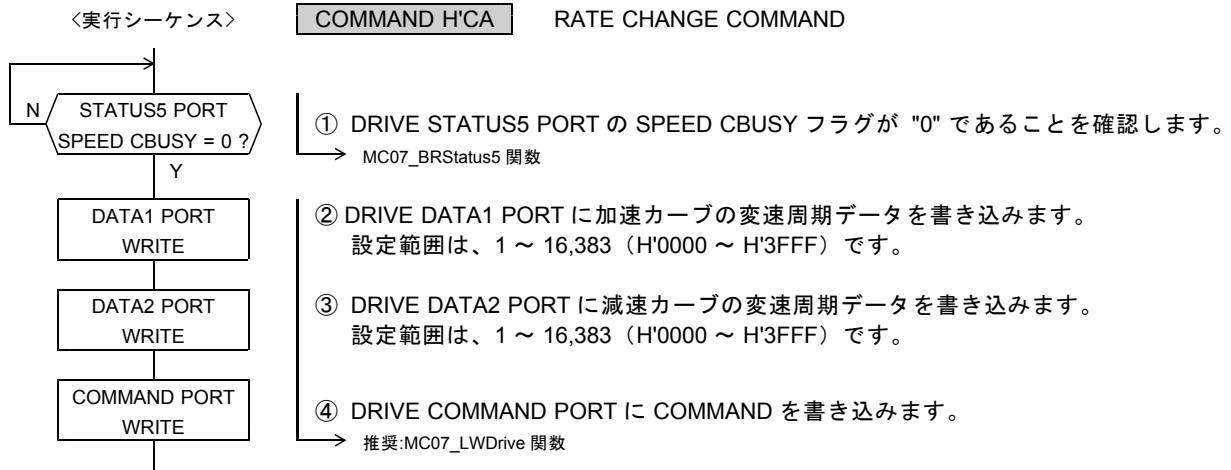 〈実行シーケンス〉 COMMAND H'CA RATE CHANGE COMMAND
N
STATUS5 PORT
SPEED CBUSY = 0 ?
Y
① DRIVE STATUS5 PORT の SPEED CBUSY フラグが "0" であることを確認します。
MC07_BRStatus5 関数
DATA1 PORT
WRITE
② DRIVE DATA1 PORT に加速カーブの変速周期データを書き込みます。
設定範囲は、1 ~ 16,383(H'0000 ~ H'3FFF)です。
DATA2 PORT
WRITE
③ DRIVE DATA2 PORT に減速カーブの変速周期データを書き込みます。
設定範囲は、1 ~ 16,383(H'0000 ~ H'3FFF)です。
COMMAND PORT
WRITE
④ DRIVE COMMAND PORT に COMMAND を書き込みます。
推奨:MC07_LWDrive 関数